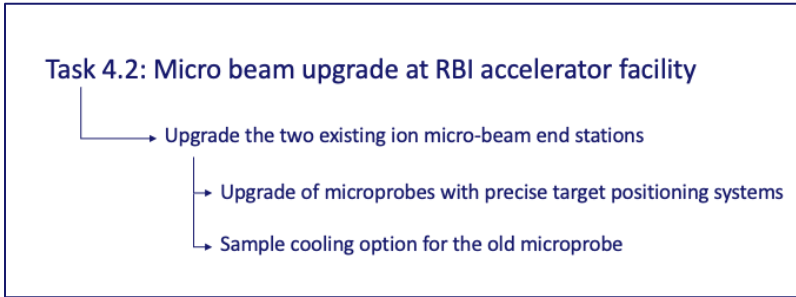 Task 4.2: Micro beam upgrade at RBI accelerator facility
Upgrade the two existing ion micro-beam end stations
Upgrade of microprobes with precise target positioning systems
Sample cooling option for the old microprobe